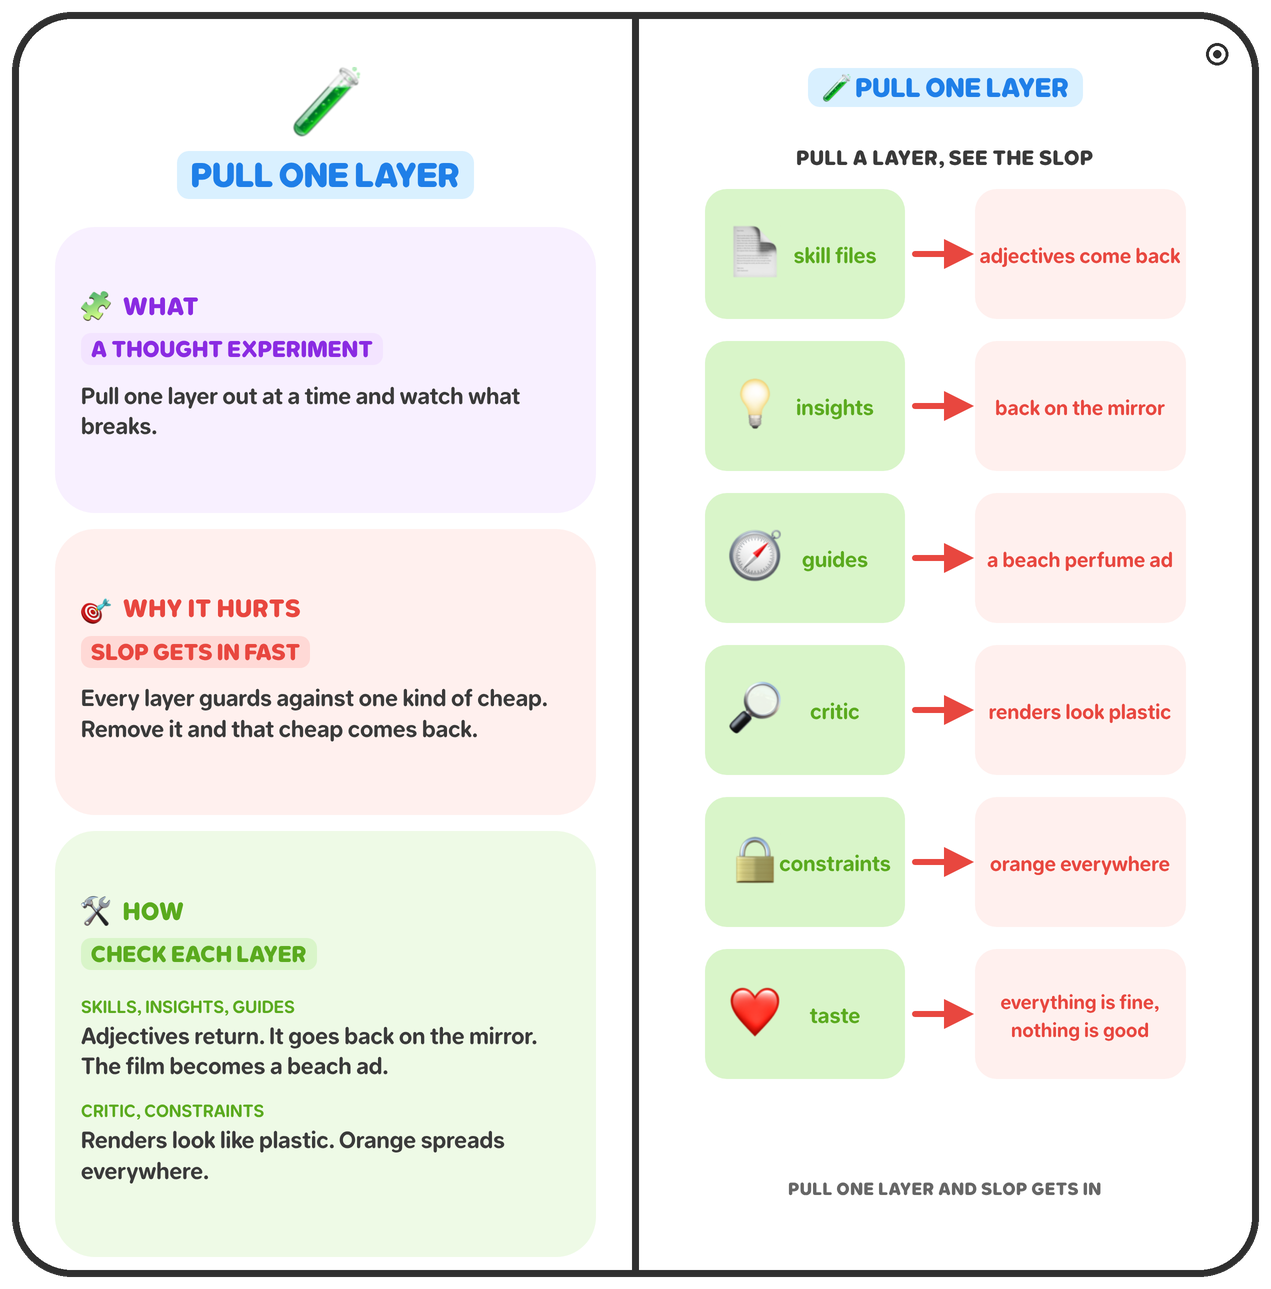 PULL ONE LAYER
WHAT
A THOUGHT EXPERIMENT
Pull one layer out at a time and watch what
breaks.
WHY IT HURTS
SLOP GETS IN FAST
Every layer guards against one kind of cheap.
Remove it and that cheap comes back.
HOW
CHECK EACH LAYER
SKILLS, INSIGHTS, GUIDES
Adjectives return. It goes back on the mirror.
The film becomes a beach ad.
CRITIC, CONSTRAINTS
Renders look like plastic. Orange spreads
everywhere.
PULL ONE LAYER
PULL A LAYER, SEE THE SLOP
skill files
adjectives come back
insights
back on the mirror
guides
a beach perfume ad
critic
renders look plastic
constraints
orange everywhere
taste
everything is fine,
nothing is good
PULL ONE LAYER AND SLOP GETS IN